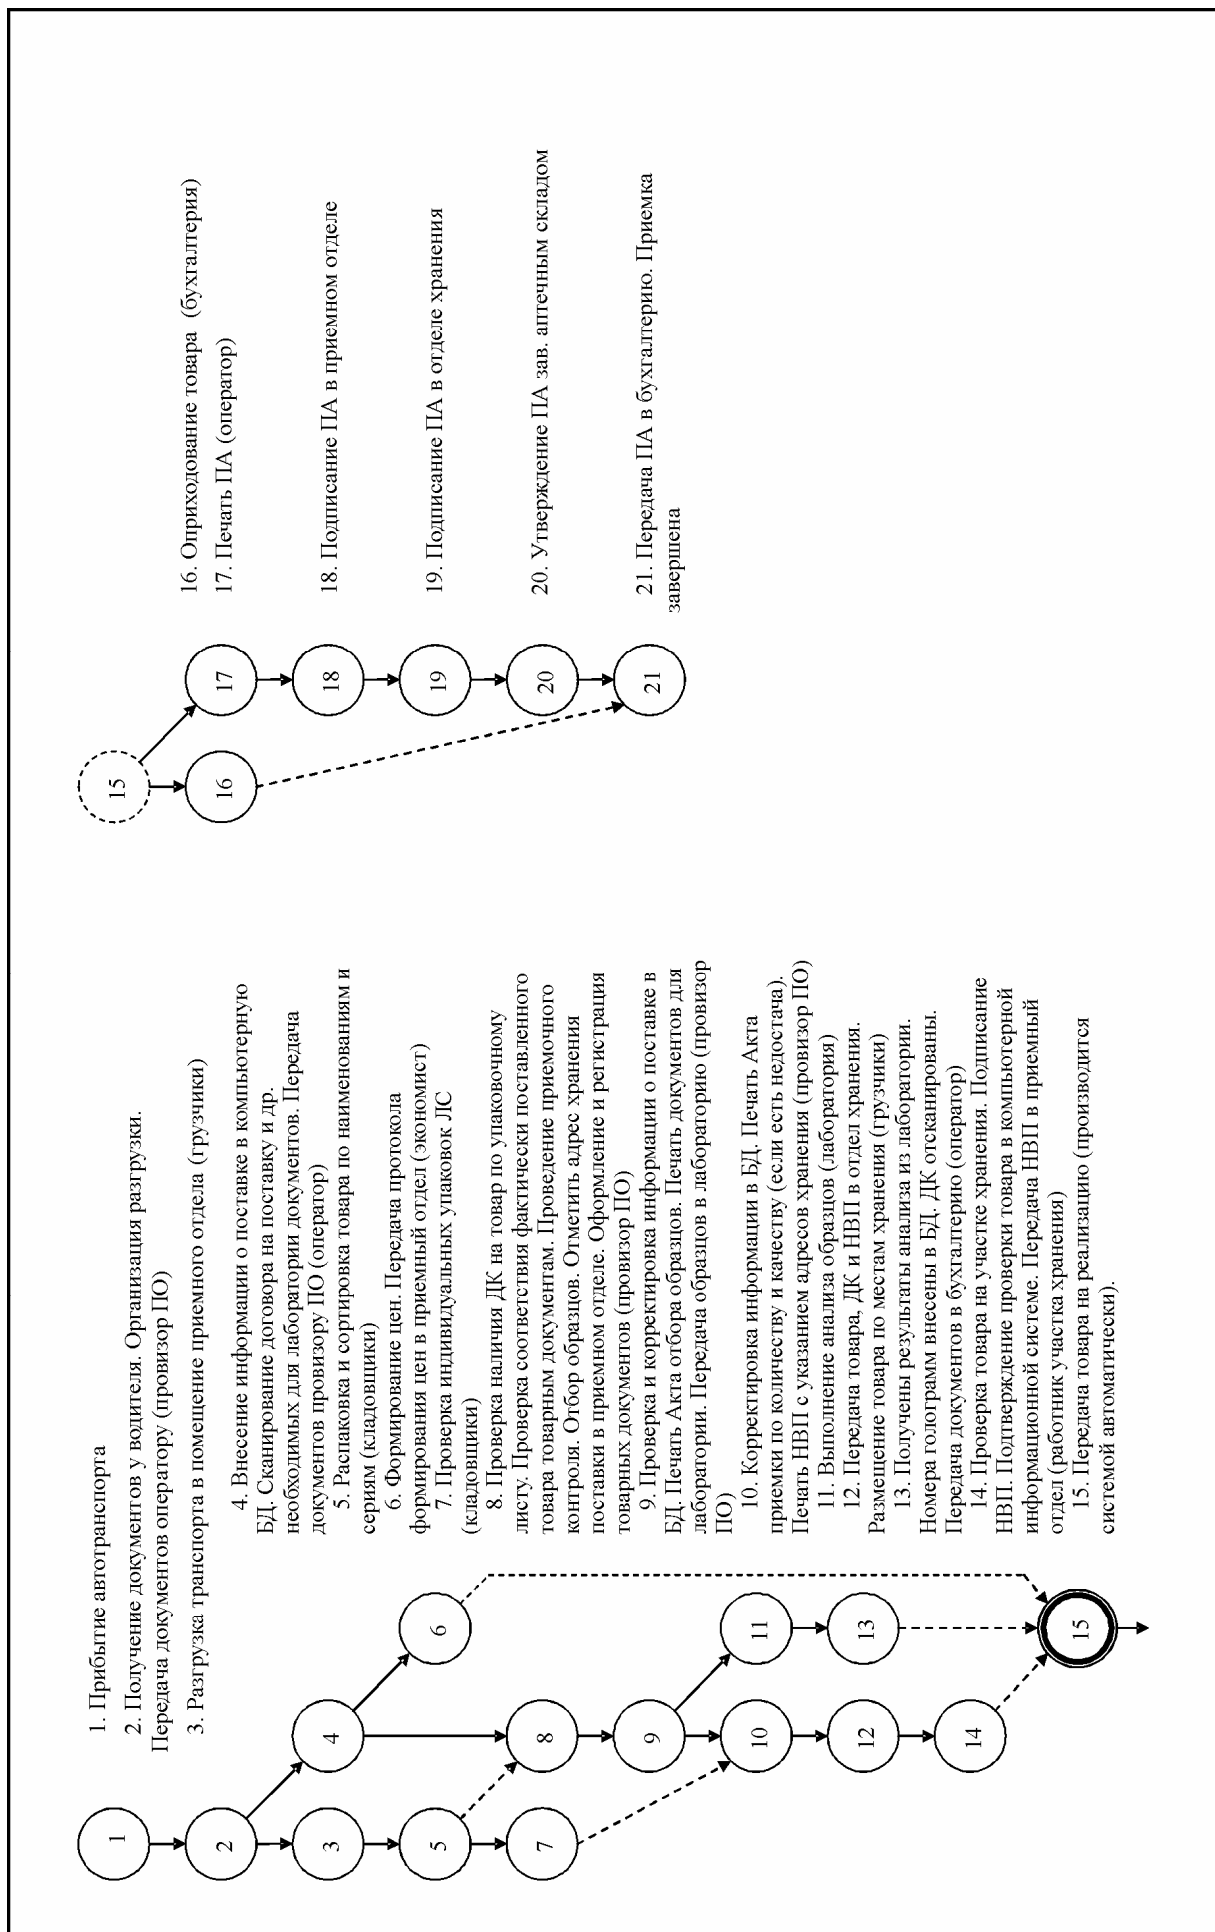 1
2
3
4
5
6
7
8
9
10
11
12
13
14
15
1. Прибытие автотранспорта
2. Получение документов у водителя. Организация разгрузки.
Передача документов оператору (провизор ПО)
3. Разгрузка транспорта в помещение приемного отдела (грузчики)
4. Внесение информации о поставке в компьютерную
БД. Сканирование договора на поставку и др.
необходимых для лаборатории документов. Передача
документов провизору ПО (оператор)
5. Распаковка и сортировка товара по наименованиям и
сериям (кладовщики)
6. Формирование цен. Передача протокола
формирования цен в приемный отдел (экономист)
7. Проверка индивидуальных упаковок ЛС
(кладовщики)
8. Проверка наличия ДК на товар по упаковочному
листу. Проверка соответствия фактически поставленного
товара товарным документам. Проведение приемочного
контроля. Отбор образцов. Отметить адрес хранения
поставки в приемном отделе. Оформление и регистрация
товарных документов (провизор ПО)
9. Проверка и корректировка информации о поставке в
БД. Печать Акта отбора образцов. Печать документов для
лаборатории. Передача образцов в лабораторию (провизор
ПО)
10. Корректировка информации в БД. Печать Акта
приемки по количеству и качеству (если есть недостача).
Печать НВП с указанием адресов хранения (провизор ПО)
11. Выполнение анализа образцов (лаборатория)
12. Передача товара, ДК и НВП в отдел хранения.
Размещение товара по местам хранения (грузчики)
13. Получены результаты анализа из лаборатории.
Номера голограмм внесены в БД, ДК отсканированы.
Передача документов в бухгалтерию (оператор)
14. Проверка товара на участке хранения. Подписание
НВП. Подтверждение проверки товара в компьютерной
информационной системе. Передача НВП в приемный
отдел (работник участка хранения)
15. Передача товара на реализацию (производится
системой автоматически).
15
16
17
18
19
20
21
16. Оприходование товара (бухгалтерия)
17. Печать ПА (оператор)
18. Подписание ПА в приемном отделе
19. Подписание ПА в отделе хранения
20. Утверждение ПА зав. аптечным складом
21. Передача ПА в бухгалтерию. Приемка
завершена